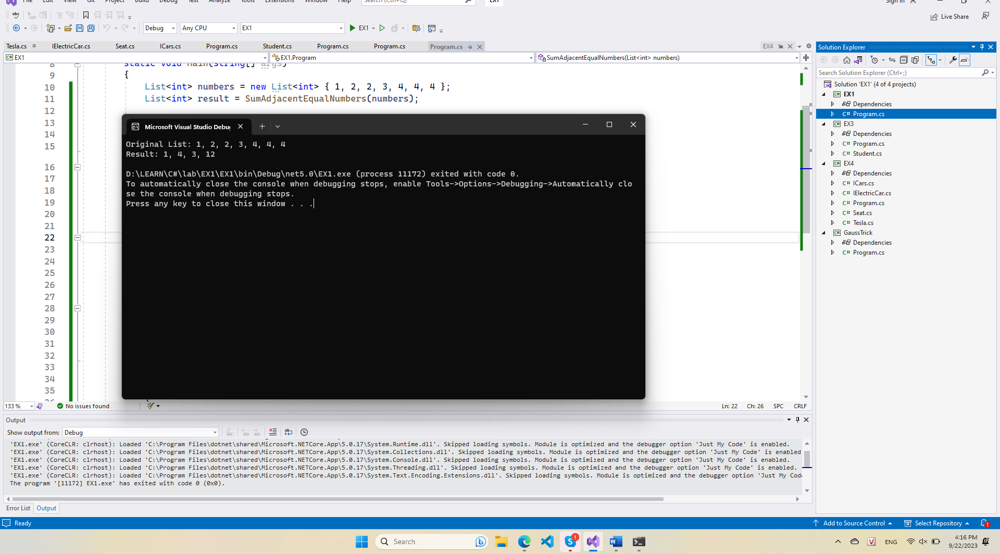 File Edit View Git Project Build Debug Test Analyze Tools Extensions Window Help Search (Ctrl+Q) EX1 Sign in
Live Share
Debug Any CPU EX1 EX1
Tesla.cs IElectricCar.cs Seat.cs ICars.cs Program.cs Student.cs Program.cs Program.cs Program.cs EX4
EX1 EX1.Program SumAdjacentEqualNumbers(List<int> numbers)
8 static void Main(string[] args)
9 {
10 List<int> numbers = new List<int> { 1, 2, 2, 3, 4, 4, 4 };
11 List<int> result = SumAdjacentEqualNumbers(numbers);
12
13
14
15
16
17
18
19
20
21
22
23
24
25
26
27
28
29
30
31
32
33
34
35
Microsoft Visual Studio Debug
Original List: 1, 2, 2, 3, 4, 4, 4
Result: 1, 4, 3, 12
D:\LEARN\C#\lab\EX1\EX1\bin\Debug\net5.0\EX1.exe (process 11172) exited with code 0.
To automatically close the console when debugging stops, enable Tools->Options->Debugging->Automatically clo
se the console when debugging stops.
Press any key to close this window . . .
133 % No issues found Ln: 22 Ch: 26 SPC CRLF
Output
Show output from: Debug
'EX1.exe' (CoreCLR: clrhost): Loaded 'C:\Program Files\dotnet\shared\Microsoft.NETCore.App\5.0.17\System.Runtime.dll'. Skipped loading symbols. Module is optimized and the debugger option 'Just My Code' is enabled.
'EX1.exe' (CoreCLR: clrhost): Loaded 'C:\Program Files\dotnet\shared\Microsoft.NETCore.App\5.0.17\System.Collections.dll'. Skipped loading symbols. Module is optimized and the debugger option 'Just My Code' is enabled
'EX1.exe' (CoreCLR: clrhost): Loaded 'C:\Program Files\dotnet\shared\Microsoft.NETCore.App\5.0.17\System.Console.dll'. Skipped loading symbols. Module is optimized and the debugger option 'Just My Code' is enabled.
'EX1.exe' (CoreCLR: clrhost): Loaded 'C:\Program Files\dotnet\shared\Microsoft.NETCore.App\5.0.17\System.Threading.dll'. Skipped loading symbols. Module is optimized and the debugger option 'Just My Code' is enabled.
'EX1.exe' (CoreCLR: clrhost): Loaded 'C:\Program Files\dotnet\shared\Microsoft.NETCore.App\5.0.17\System.Text.Encoding.Extensions.dll'. Skipped loading symbols. Module is optimized and the debugger option 'Just My Cod
The program '[11172] EX1.exe' has exited with code 0 (0x0).
Error List Output
Ready Add to Source Control Select Repository 1
Solution Explorer
Search Solution Explorer (Ctrl+;)
Solution 'EX1' (4 of 4 projects)
EX1
Dependencies
C# Program.cs
EX3
Dependencies
C# Program.cs
C# Student.cs
EX4
Dependencies
C# ICars.cs
C# IElectricCar.cs
C# Program.cs
C# Seat.cs
C# Tesla.cs
GaussTrick
Dependencies
C# Program.cs
Search
1
ENG
4:16 PM
9/22/2023